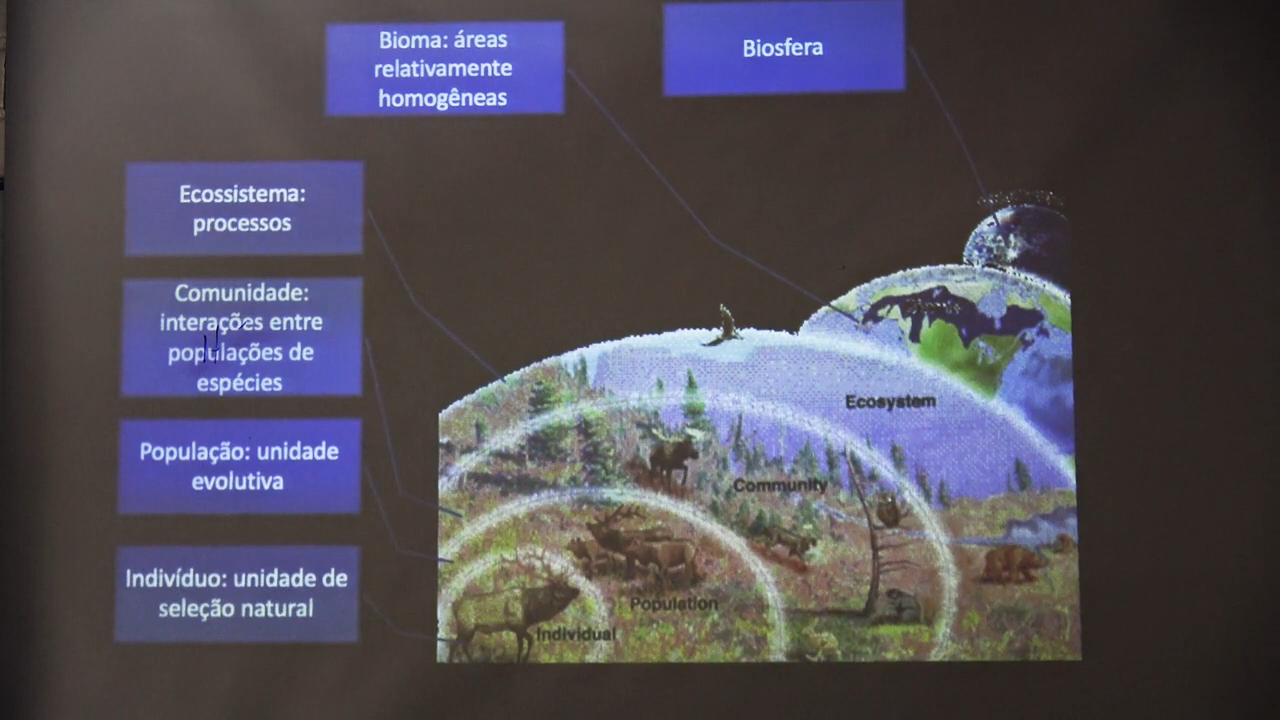 Bioma: áreas
relativamente
homogêneas
Biosfera
Ecossistema:
processos
Comunidade:
interações entre
populações de
espécies
População: unidade
evolutiva
Indivíduo: unidade de
seleção natural
Ecosystem
Community
Population
Individual